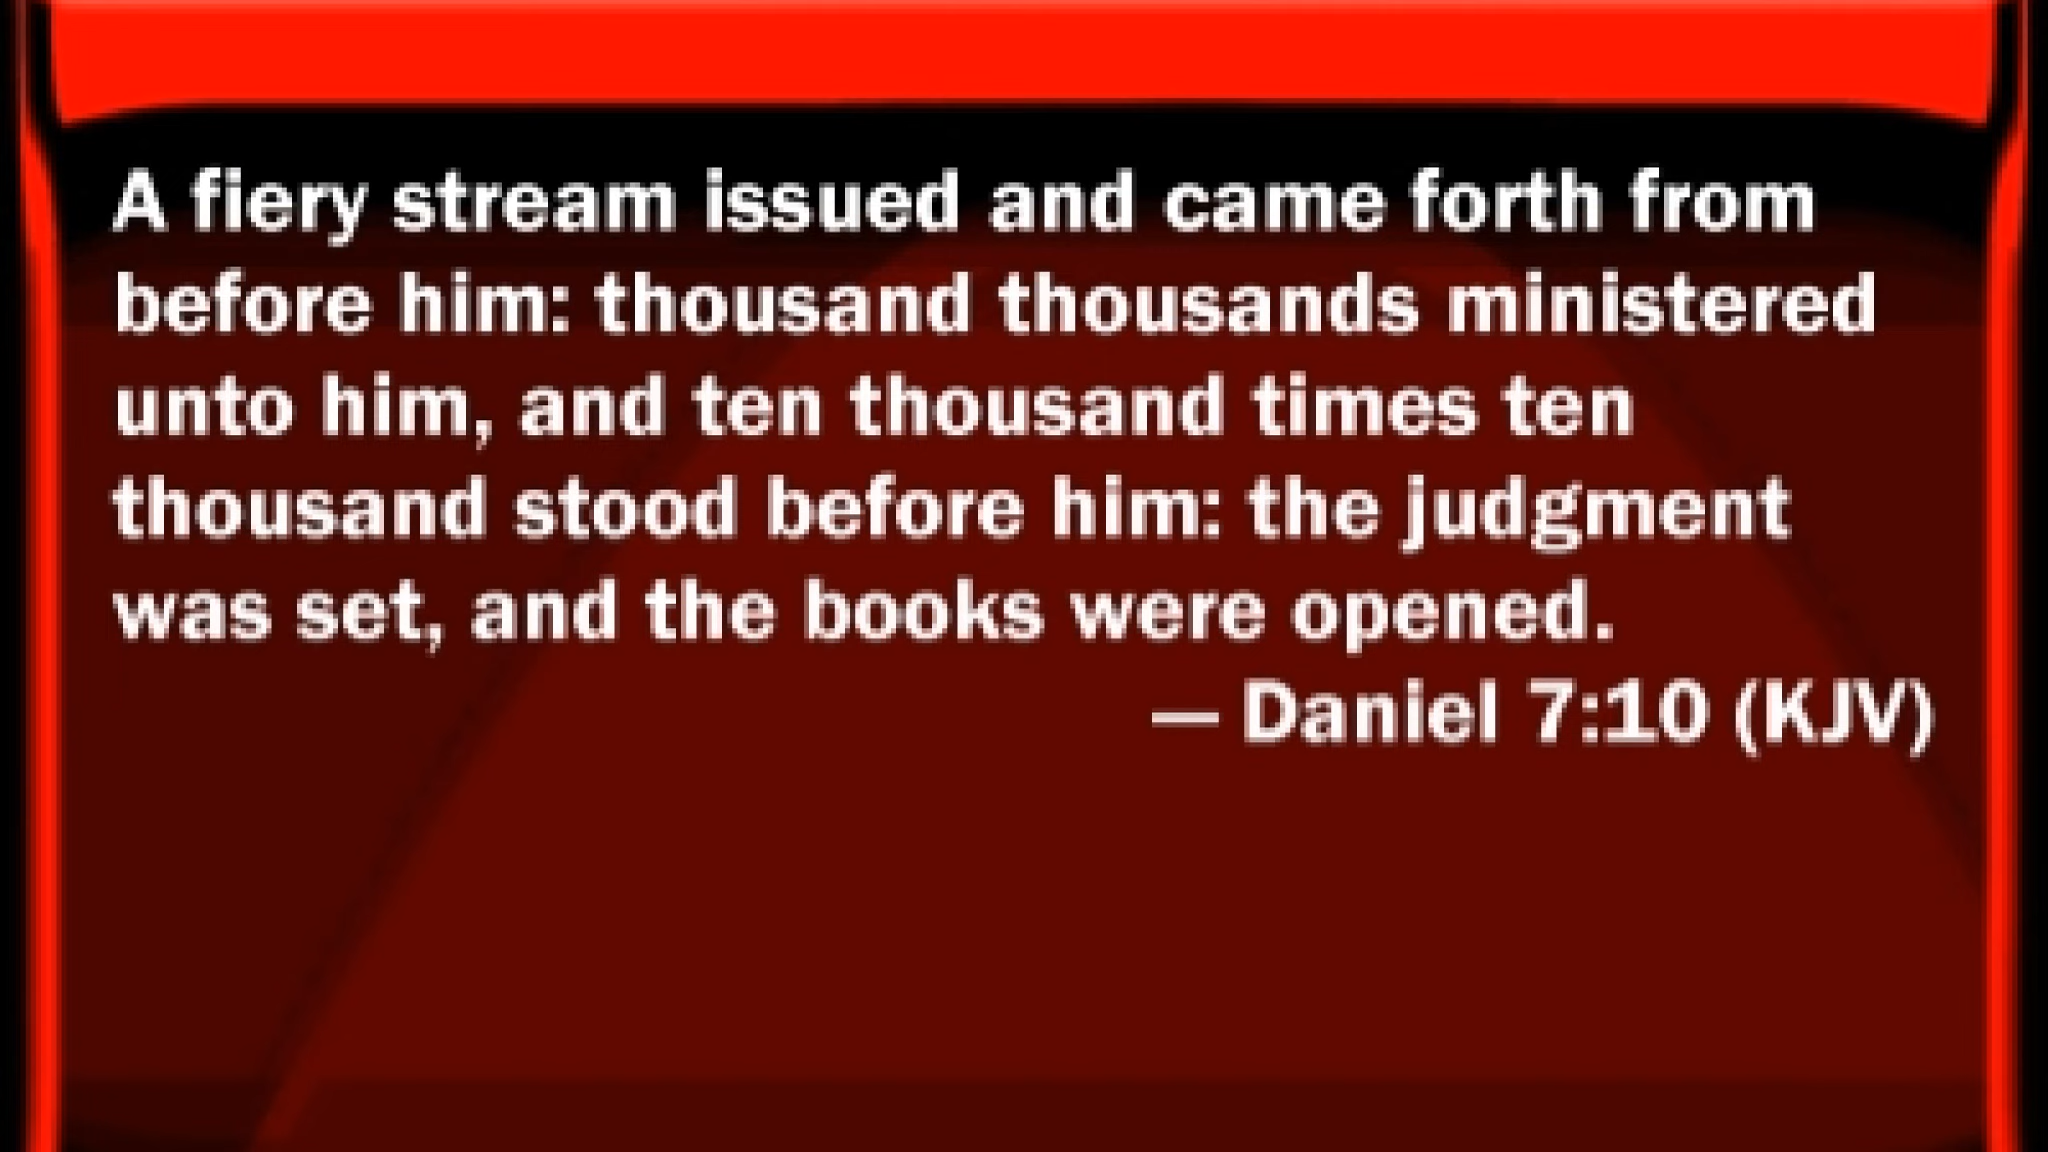 A fiery stream issued and came forth from
before him: thousand thousands ministered
unto him, and ten thousand times ten
thousand stood before him: the judgment
was set, and the books were opened.
— Daniel 7:10 (KJV)